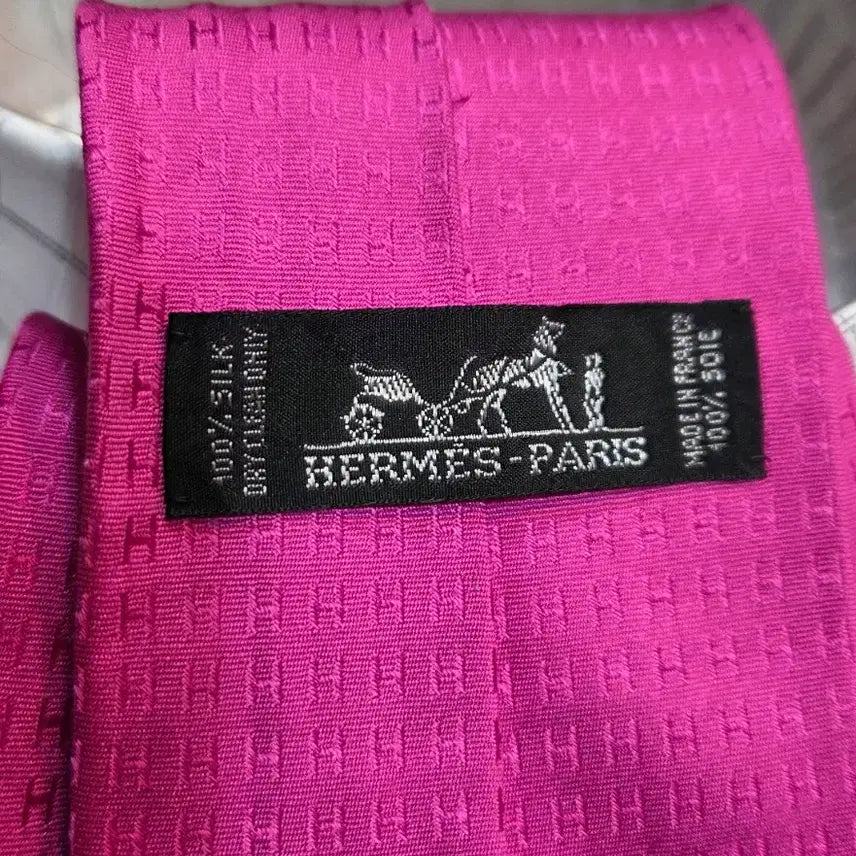 100% SILK
DRY CLEAN ONLY
HERMÈS-PARIS
MADE IN FRANCE
100% SOIE